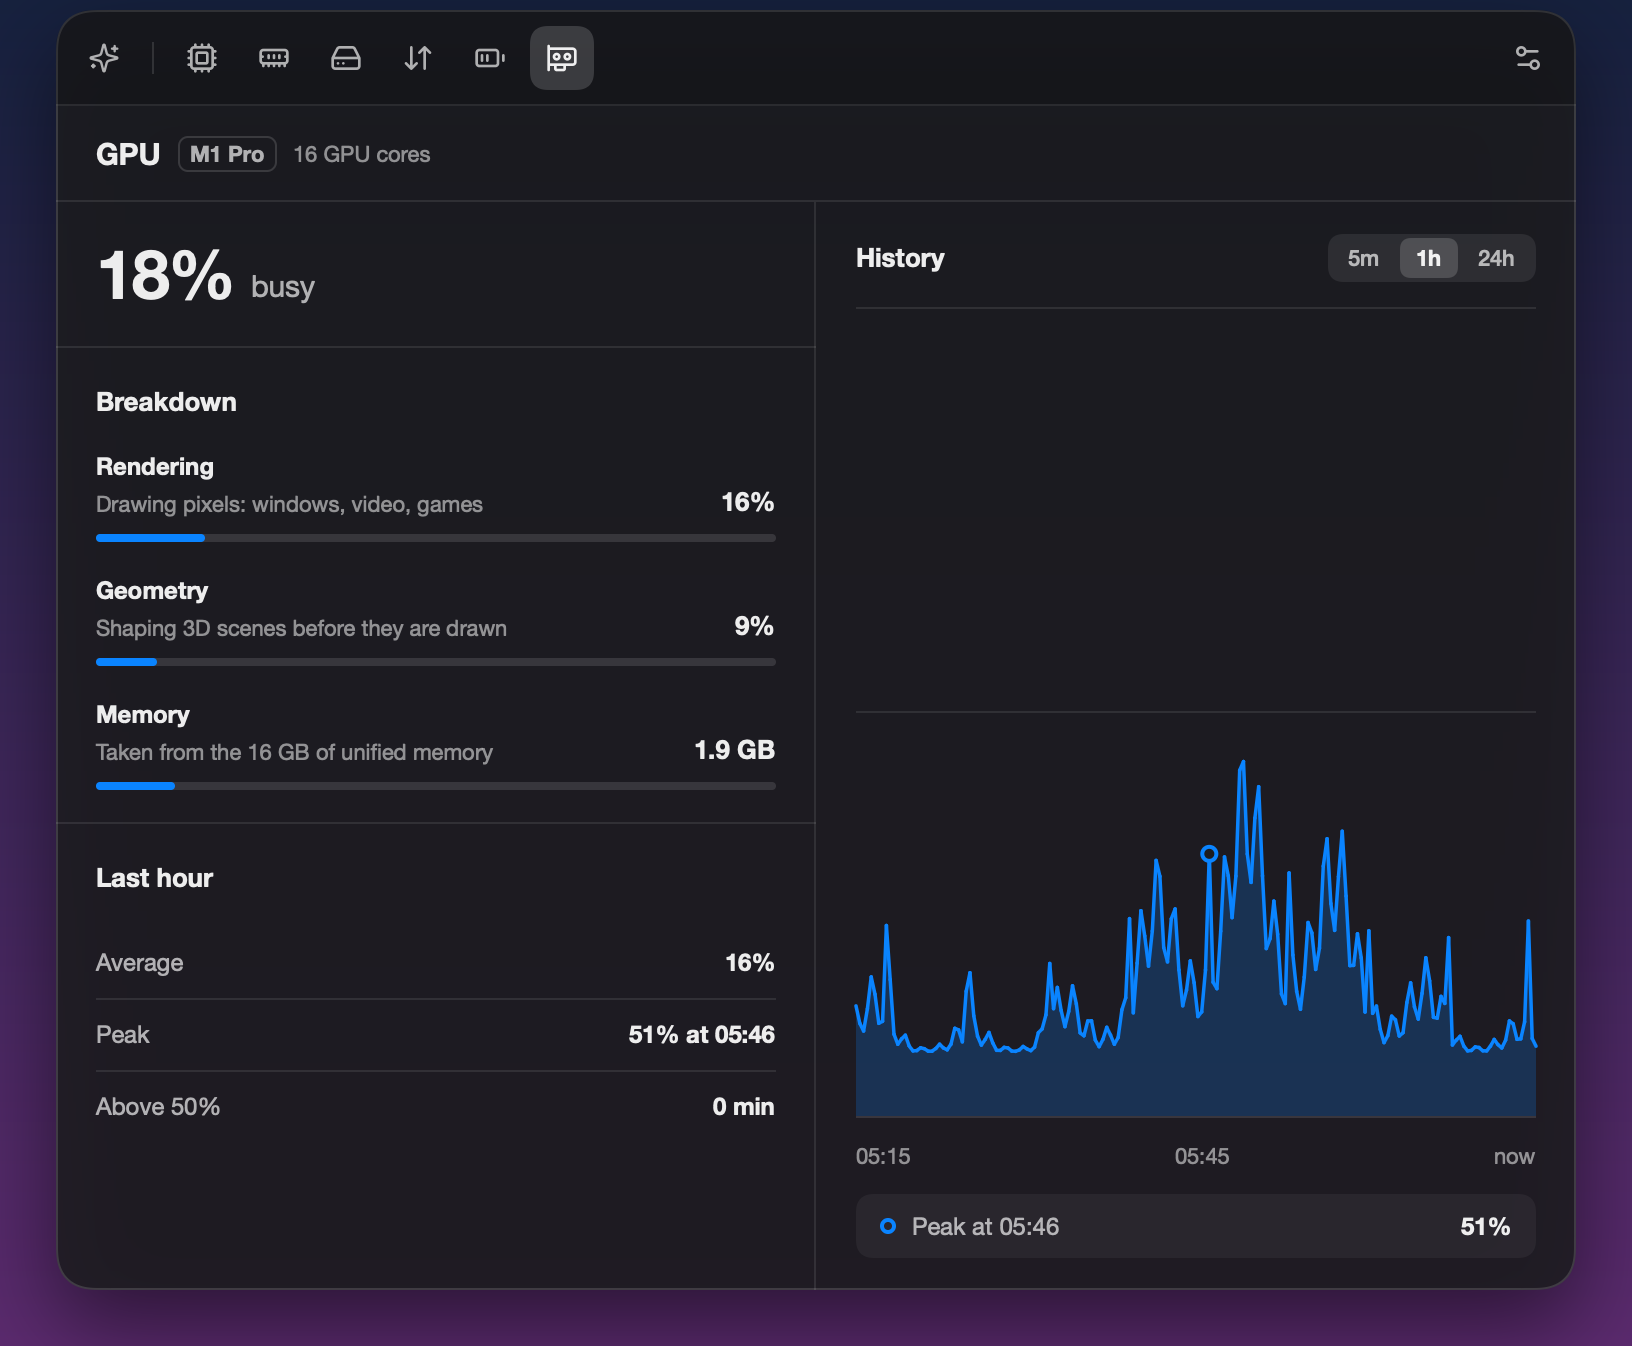 GPU M1 Pro 16 GPU cores
18% busy
Breakdown
Rendering
Drawing pixels: windows, video, games 16%
Geometry
Shaping 3D scenes before they are drawn 9%
Memory
Taken from the 16 GB of unified memory 1.9 GB
Last hour
Average 16%
Peak 51% at 05:46
Above 50% 0 min
History 5m 1h 24h
05:15 05:45 now
Peak at 05:46 51%